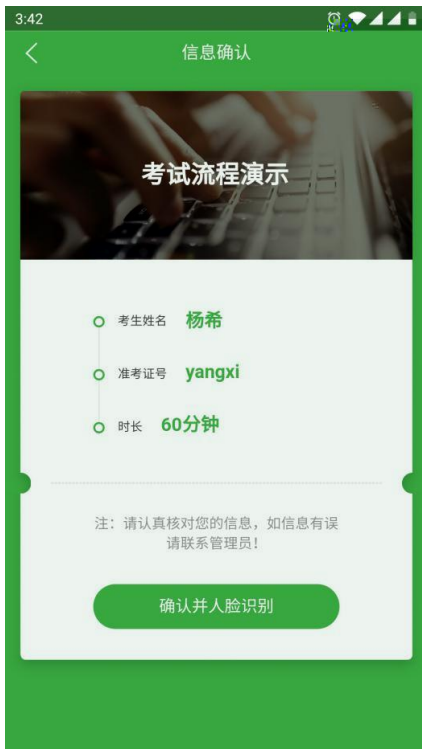 3:42
信息确认
考试流程演示
考生姓名 杨希
准考证号 yangxi
时长 60分钟
注：请认真核对您的信息，如信息有误
请联系管理员！
确认并人脸识别